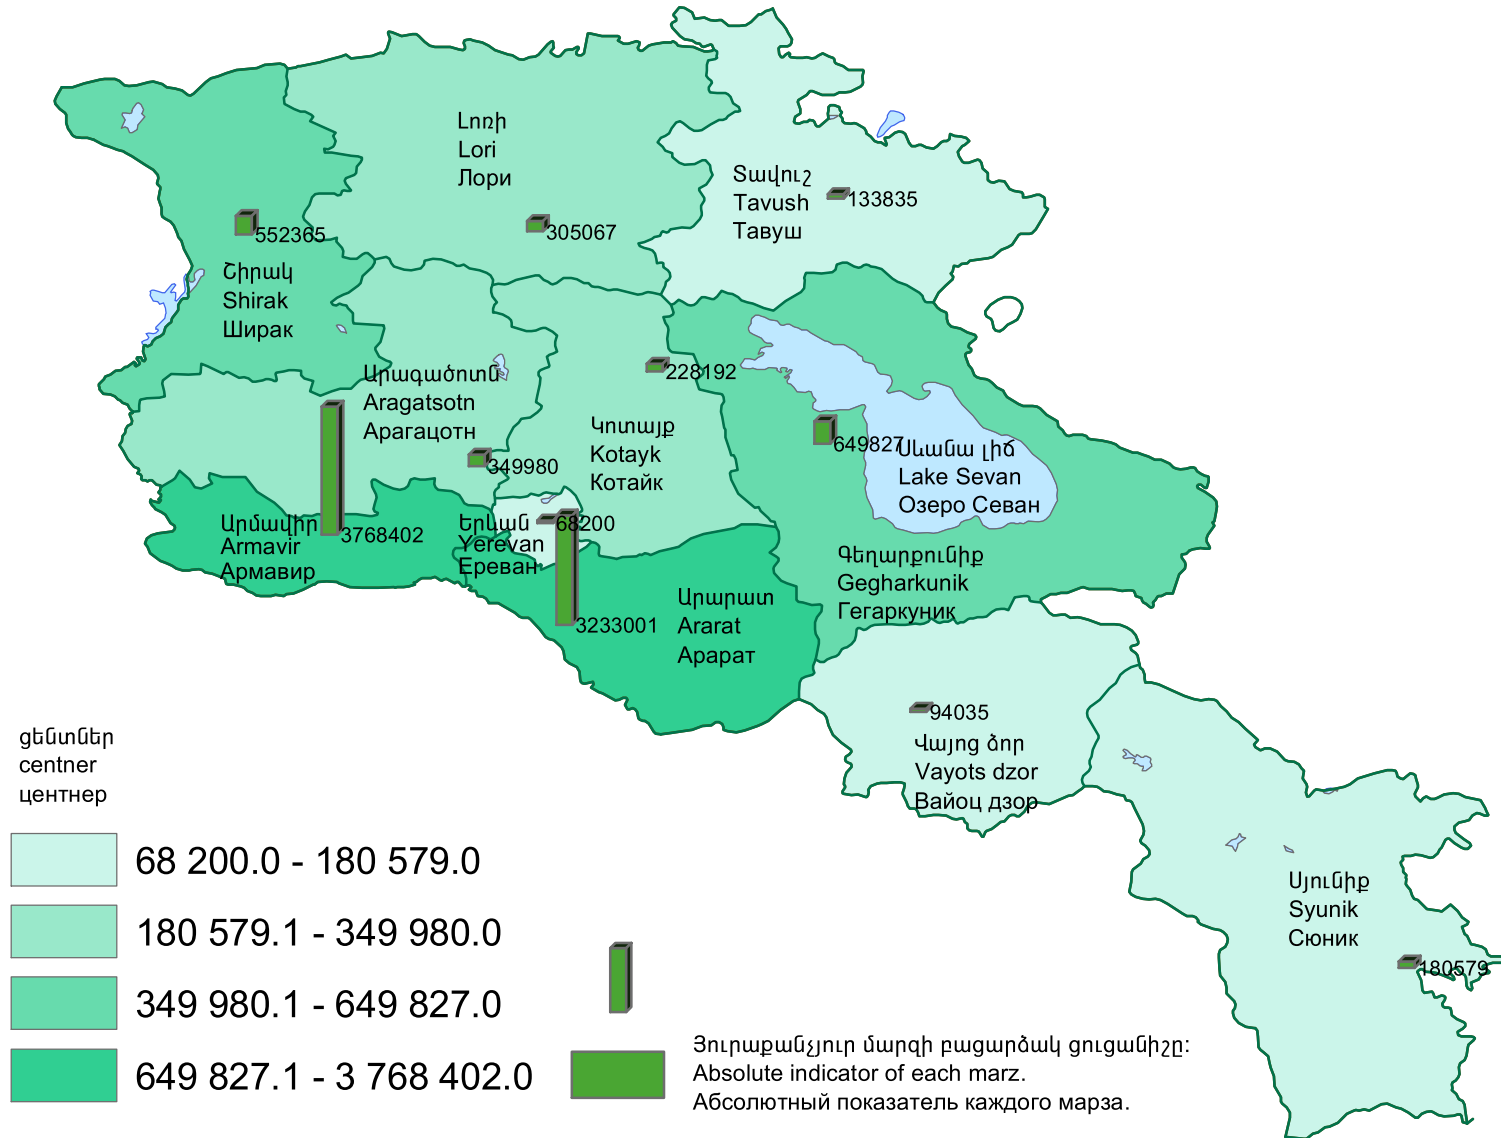 Լոռի
Lori
Лори
305067
Տավուշ
Tavush
Тавуш
133835
552365
Շիրակ
Shirak
Ширак
Արագածոտն
Aragatsotn
Арагацотн
349980
228192
Կոտայք
Kotayk
Котайк
649827
Սևանա լիճ
Lake Sevan
Озеро Севан
Գեղարքունիք
Gegharkunik
Гегаркуник
Արմավիր
Armavir
Армавир
3768402
Երևան
Yerevan
Ереван
68200
3233001
Արարատ
Ararat
Арарат
94035
Վայոց ձոր
Vayots dzor
Вайоц дзор
Սյունիք
Syunik
Сюник
180579
ցենտներ
centner
центнер
68 200.0 - 180 579.0
180 579.1 - 349 980.0
349 980.1 - 649 827.0
649 827.1 - 3 768 402.0
Յուրաքանչյուր մարզի բացարձակ ցուցանիշը:
Absolute indicator of each marz.
Абсолютный показатель каждого марза.